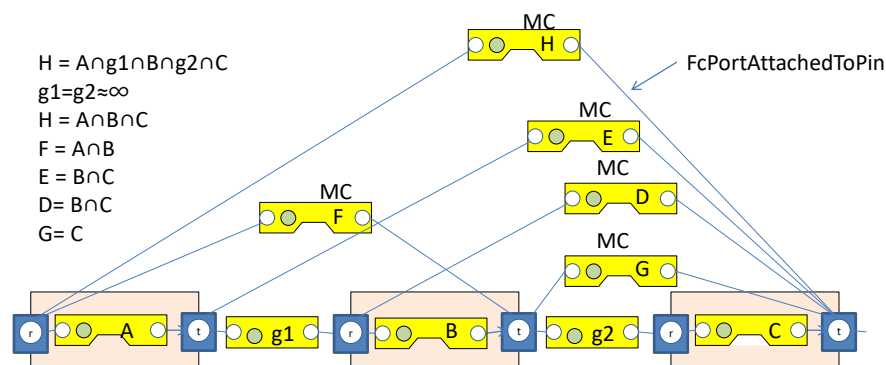 MC
H
H = A∩g1∩B∩g2∩C
g1=g2≈∞
H = A∩B∩C
F = A∩B
E = B∩C
D= B∩C
G= C
FcPortAttachedToPin
MC
E
MC
D
MC
F
MC
G
r A t g1 r B t g2 r C t